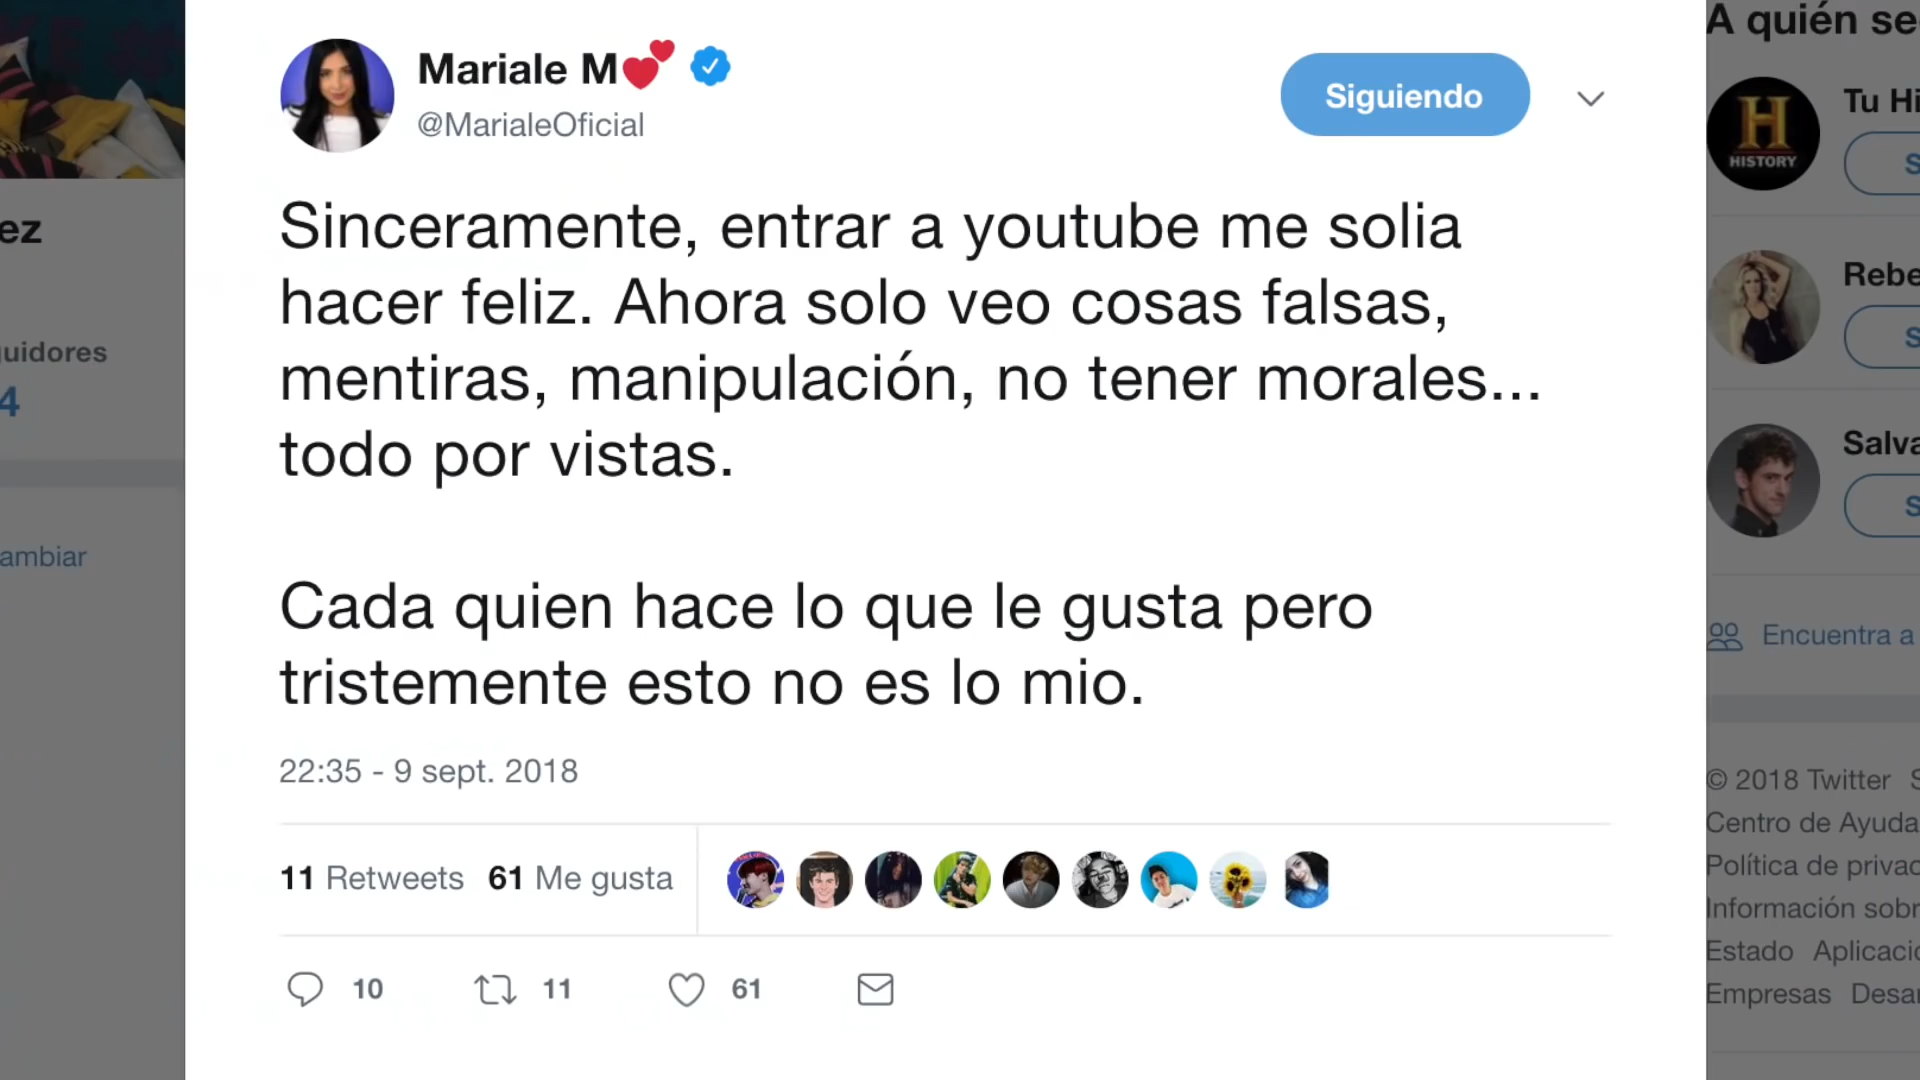 Mariale M
@MarialeOficial
Siguiendo
Sinceramente, entrar a youtube me solia
hacer feliz. Ahora solo veo cosas falsas,
mentiras, manipulación, no tener morales...
todo por vistas.
Cada quien hace lo que le gusta pero
tristemente esto no es lo mio.
22:35 - 9 sept. 2018
11 Retweets 61 Me gusta
10 11 61
ez
uidores
4
ambiar
A quién se
HISTORY
Tu Hi
S
Rebe
S
Salva
S
Encuentra a
© 2018 Twitter S
Centro de Ayuda
Política de privac
Información sobr
Estado Aplicacio
Empresas Desar